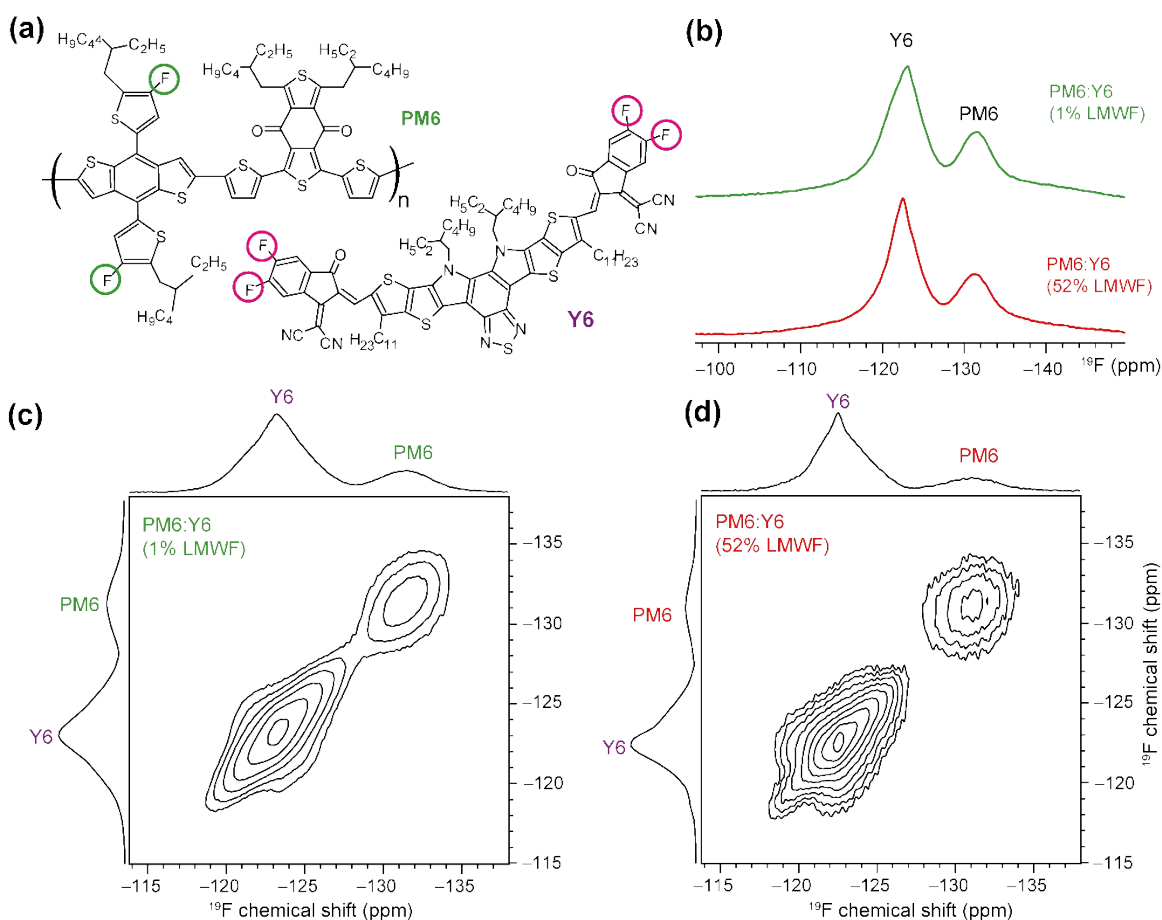 (a)
H₉C₄⁴
C₂H₅
F
S
H₉C₄
C₂H₅
H₅C₂
C₄H₉
S
O
O
PM6
S
S
S
S
S
n
S
F
C₂H₅
H₉C₄
F
F
O
CN
CN
H₅C₂
C₄H₉
H₅C₂
C₄H₉
N
N
S
S
C₁₁H₂₃
F
F
O
S
S
NC
CN
H₂₃C₁₁
N
N
S
Y6
(b)
Y6
PM6
PM6:Y6
(1% LMWF)
PM6:Y6
(52% LMWF)
−100 −110 −120 −130 −140 ¹⁹F (ppm)
(c)
Y6
PM6
PM6:Y6
(1% LMWF)
PM6
Y6
−135
−130
−125
−120
−115
−115 −120 −125 −130 −135
¹⁹F chemical shift (ppm)
(d)
Y6
PM6
PM6:Y6
(52% LMWF)
PM6
Y6
−135
−130
−125
−120
−115
¹⁹F chemical shift (ppm)
−115 −120 −125 −130 −135
¹⁹F chemical shift (ppm)